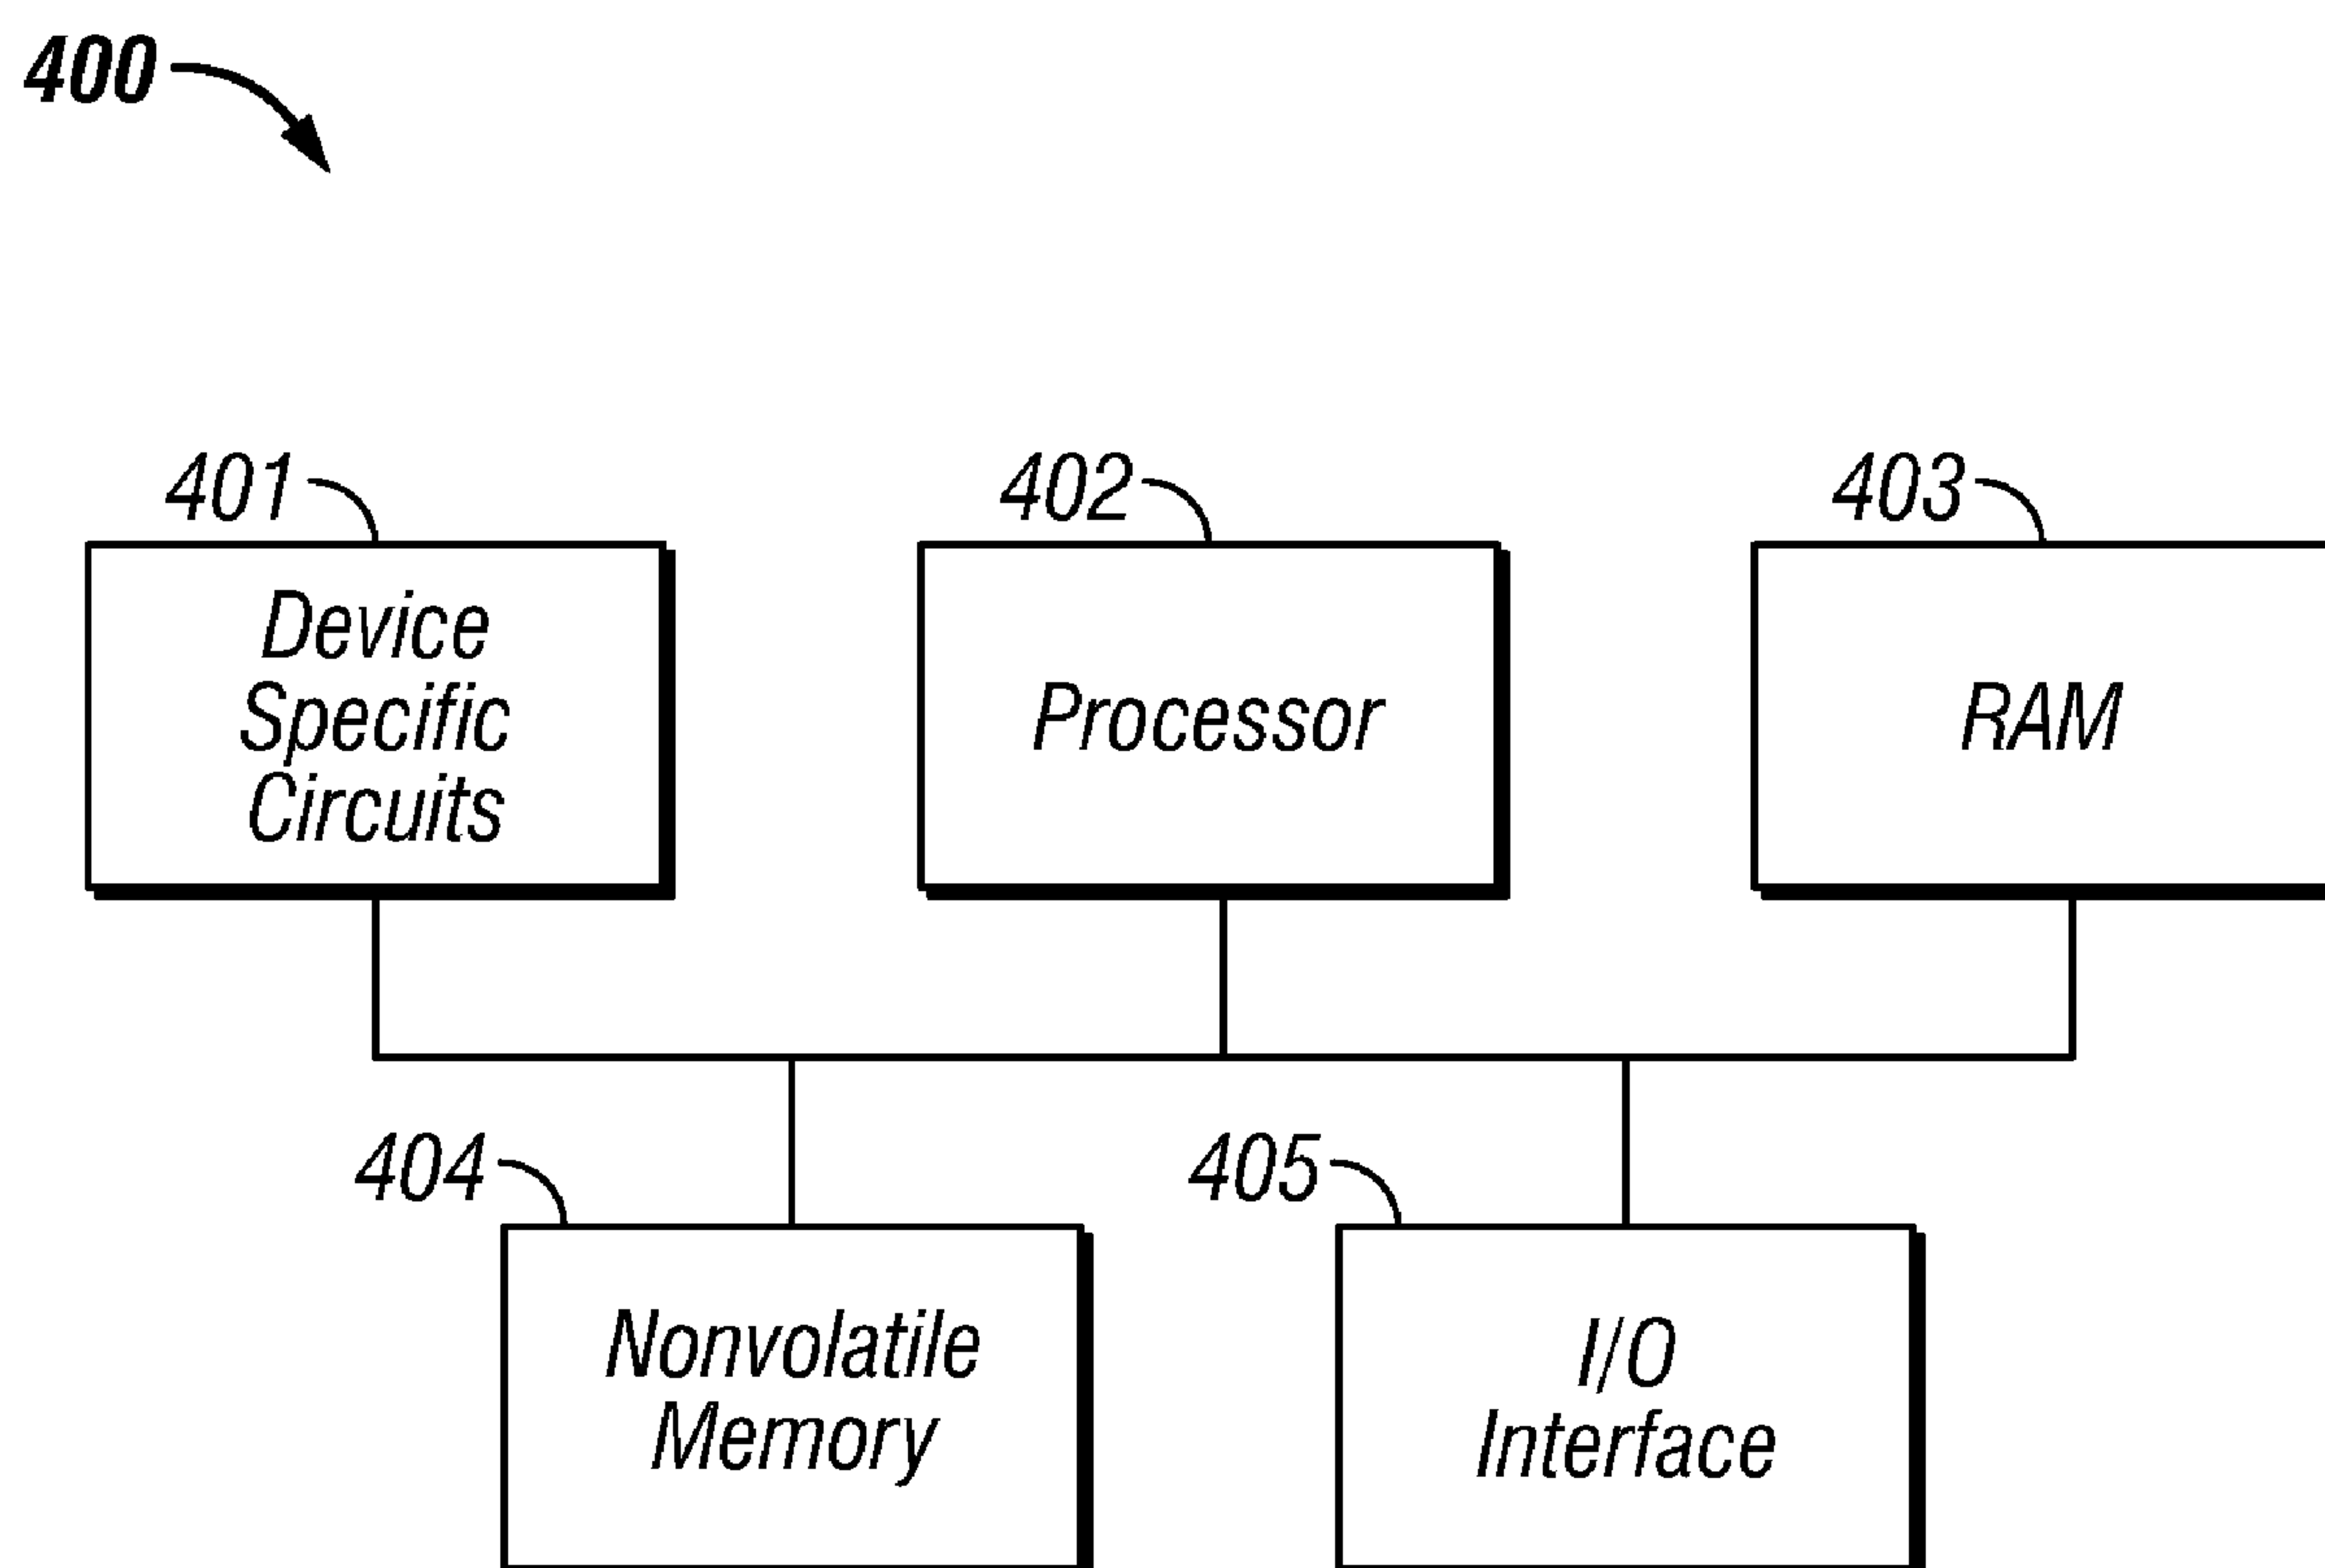 400
401
402
403
Device
Specific
Circuits
Processor
RAM
404
405
Nonvolatile
Memory
I/O
Interface